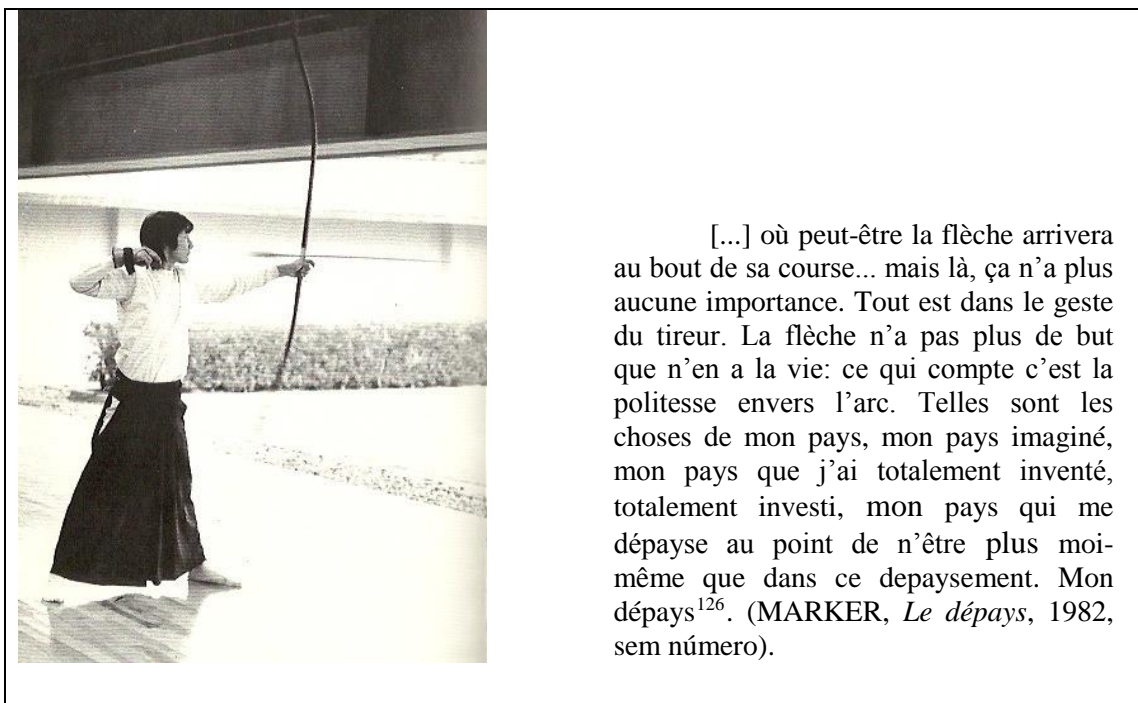 [...] où peut-être la flèche arrivera
au bout de sa course... mais là, ça n’a plus
aucune importance. Tout est dans le geste
du tireur. La flèche n’a pas plus de but
que n’en a la vie: ce qui compte c’est la
politesse envers l’arc. Telles sont les
choses de mon pays, mon pays imaginé,
mon pays que j’ai totalement inventé,
totalement investi, mon pays qui me
dépayse au point de n’être plus moi-
même que dans ce depaysement. Mon
dépays126. (MARKER, Le dépays, 1982,
sem número).